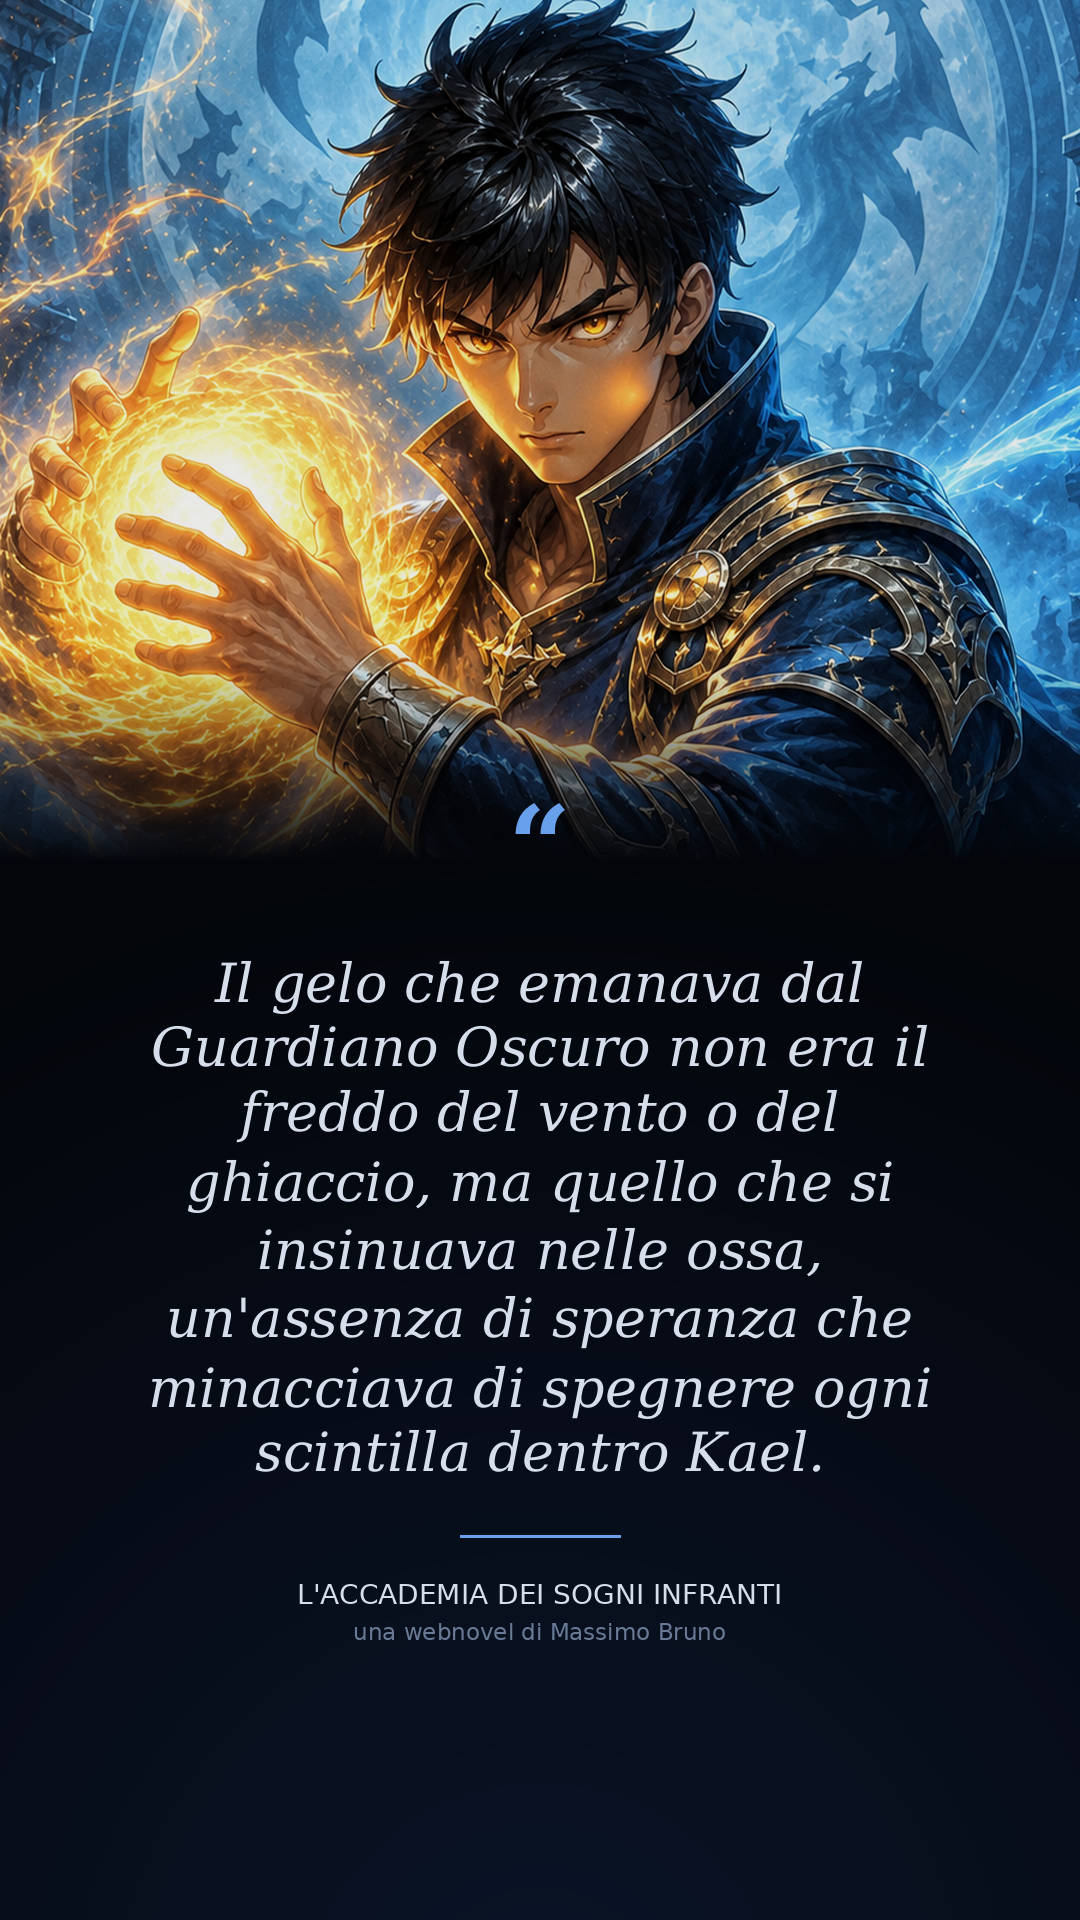 “
Il gelo che emanava dal
Guardiano Oscuro non era il
freddo del vento o del
ghiaccio, ma quello che si
insinuava nelle ossa,
un'assenza di speranza che
minacciava di spegnere ogni
scintilla dentro Kael.
L'ACCADEMIA DEI SOGNI INFRANTI
una webnovel di Massimo Bruno